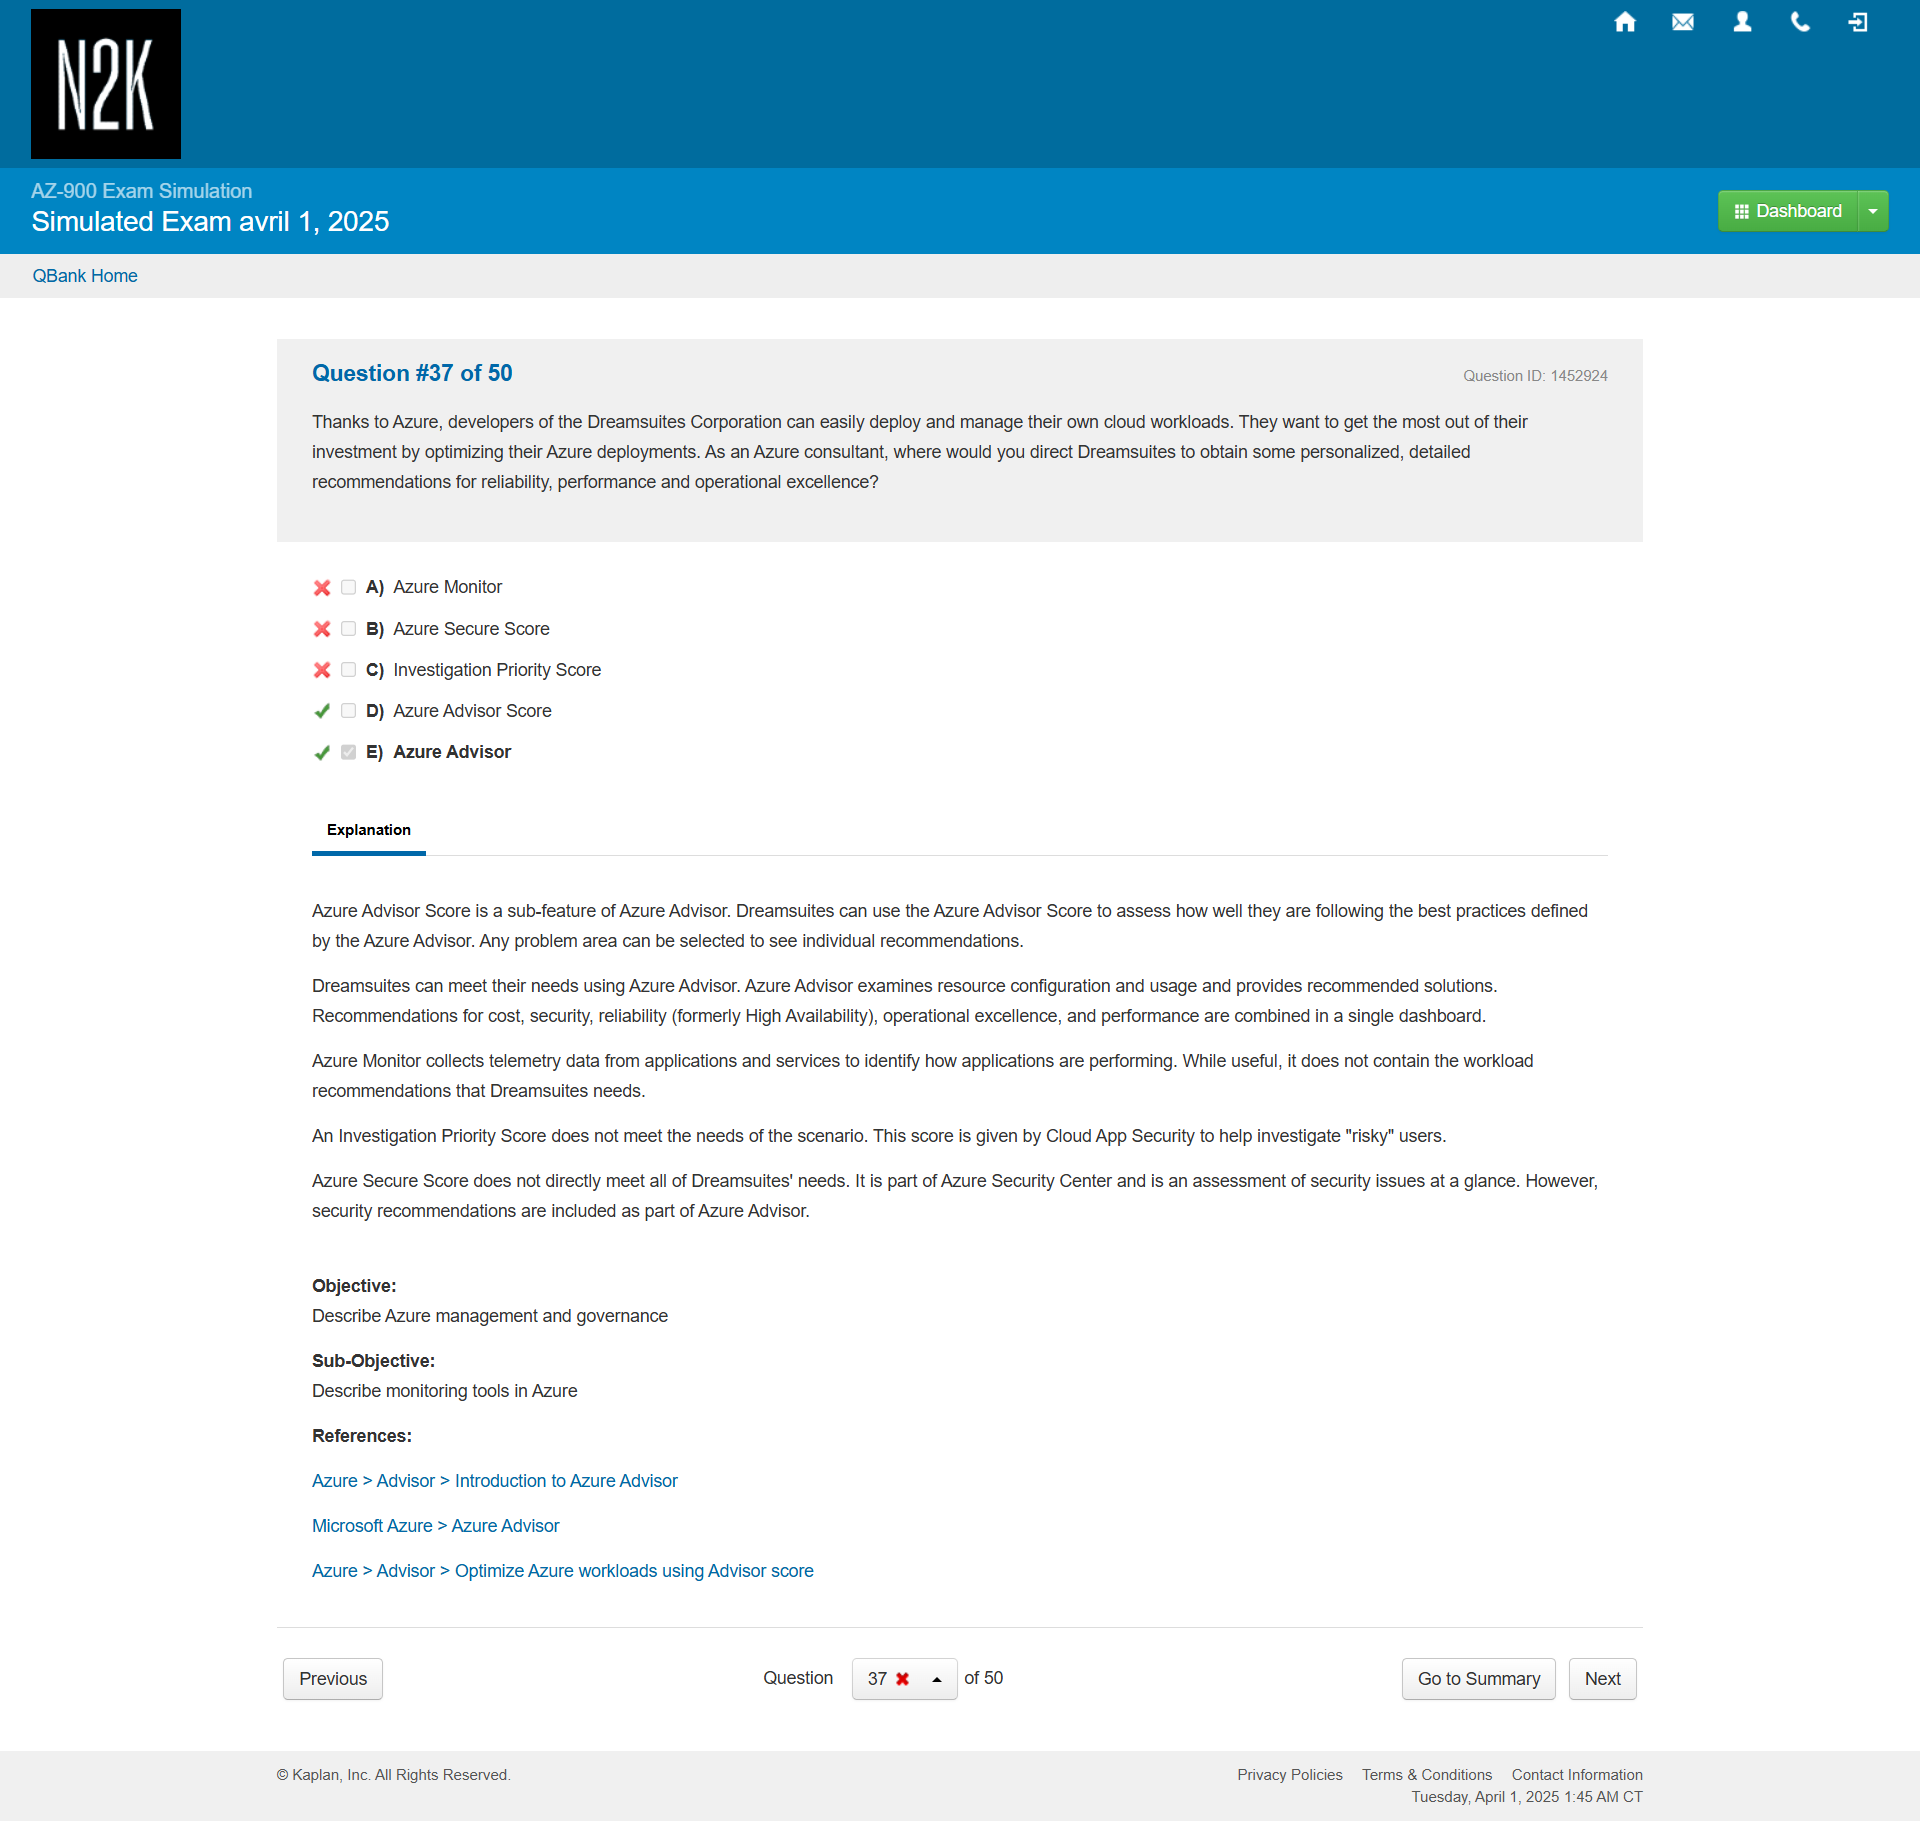 N2K
AZ-900 Exam Simulation
Simulated Exam avril 1, 2025
Dashboard
QBank Home
Question #37 of 50
Question ID: 1452924
Thanks to Azure, developers of the Dreamsuites Corporation can easily deploy and manage their own cloud workloads. They want to get the most out of their
investment by optimizing their Azure deployments. As an Azure consultant, where would you direct Dreamsuites to obtain some personalized, detailed
recommendations for reliability, performance and operational excellence?
A) Azure Monitor
B) Azure Secure Score
C) Investigation Priority Score
D) Azure Advisor Score
E) Azure Advisor
Explanation
Azure Advisor Score is a sub-feature of Azure Advisor. Dreamsuites can use the Azure Advisor Score to assess how well they are following the best practices defined
by the Azure Advisor. Any problem area can be selected to see individual recommendations.
Dreamsuites can meet their needs using Azure Advisor. Azure Advisor examines resource configuration and usage and provides recommended solutions.
Recommendations for cost, security, reliability (formerly High Availability), operational excellence, and performance are combined in a single dashboard.
Azure Monitor collects telemetry data from applications and services to identify how applications are performing. While useful, it does not contain the workload
recommendations that Dreamsuites needs.
An Investigation Priority Score does not meet the needs of the scenario. This score is given by Cloud App Security to help investigate "risky" users.
Azure Secure Score does not directly meet all of Dreamsuites' needs. It is part of Azure Security Center and is an assessment of security issues at a glance. However,
security recommendations are included as part of Azure Advisor.
Objective:
Describe Azure management and governance
Sub-Objective:
Describe monitoring tools in Azure
References:
Azure > Advisor > Introduction to Azure Advisor
Microsoft Azure > Azure Advisor
Azure > Advisor > Optimize Azure workloads using Advisor score
Previous
Question 37 of 50
Go to Summary
Next
© Kaplan, Inc. All Rights Reserved.
Privacy Policies Terms & Conditions Contact Information
Tuesday, April 1, 2025 1:45 AM CT